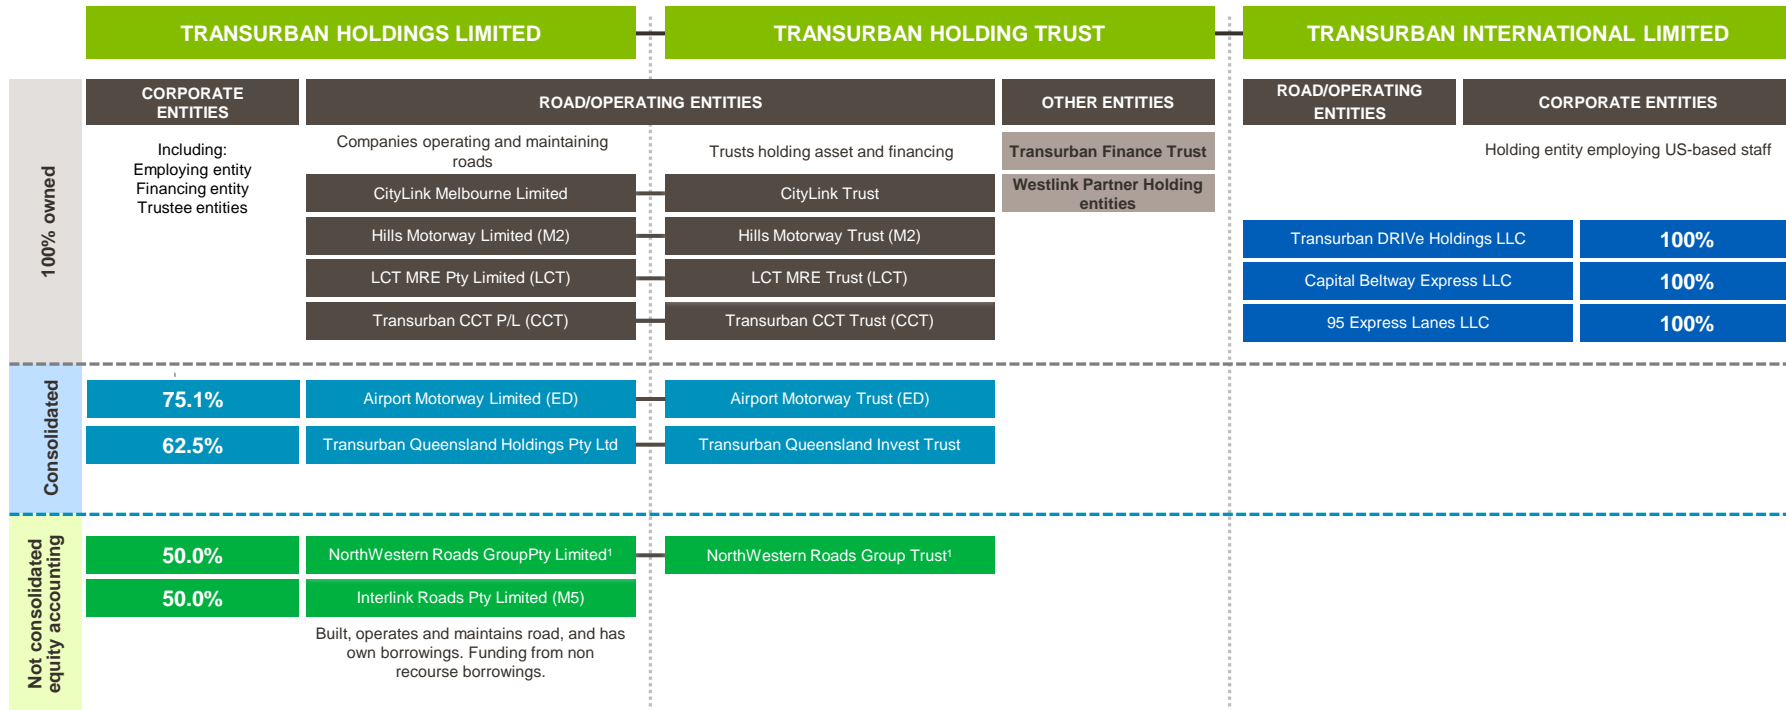 TRANSURBAN HOLDINGS LIMITED
TRANSURBAN HOLDING TRUST
TRANSURBAN INTERNATIONAL LIMITED
100% owned
CORPORATE
ENTITIES
ROAD/OPERATING ENTITIES
OTHER ENTITIES
ROAD/OPERATING
ENTITIES
CORPORATE ENTITIES
Including:
Employing entity
Financing entity
Trustee entities
Companies operating and maintaining
roads
Trusts holding asset and financing
Transurban Finance Trust
Holding entity employing US-based staff
CityLink Melbourne Limited
CityLink Trust
Westlink Partner Holding
entities
Hills Motorway Limited (M2)
Hills Motorway Trust (M2)
Transurban DRIVe Holdings LLC
100%
LCT MRE Pty Limited (LCT)
LCT MRE Trust (LCT)
Capital Beltway Express LLC
100%
Transurban CCT P/L (CCT)
Transurban CCT Trust (CCT)
95 Express Lanes LLC
100%
Consolidated
75.1%
Airport Motorway Limited (ED)
Airport Motorway Trust (ED)
62.5%
Transurban Queensland Holdings Pty Ltd
Transurban Queensland Invest Trust
Not consolidated
equity accounting
50.0%
NorthWestern Roads GroupPty Limited¹
NorthWestern Roads Group Trust¹
50.0%
Interlink Roads Pty Limited (M5)
Built, operates and maintains road, and has
own borrowings. Funding from non
recourse borrowings.